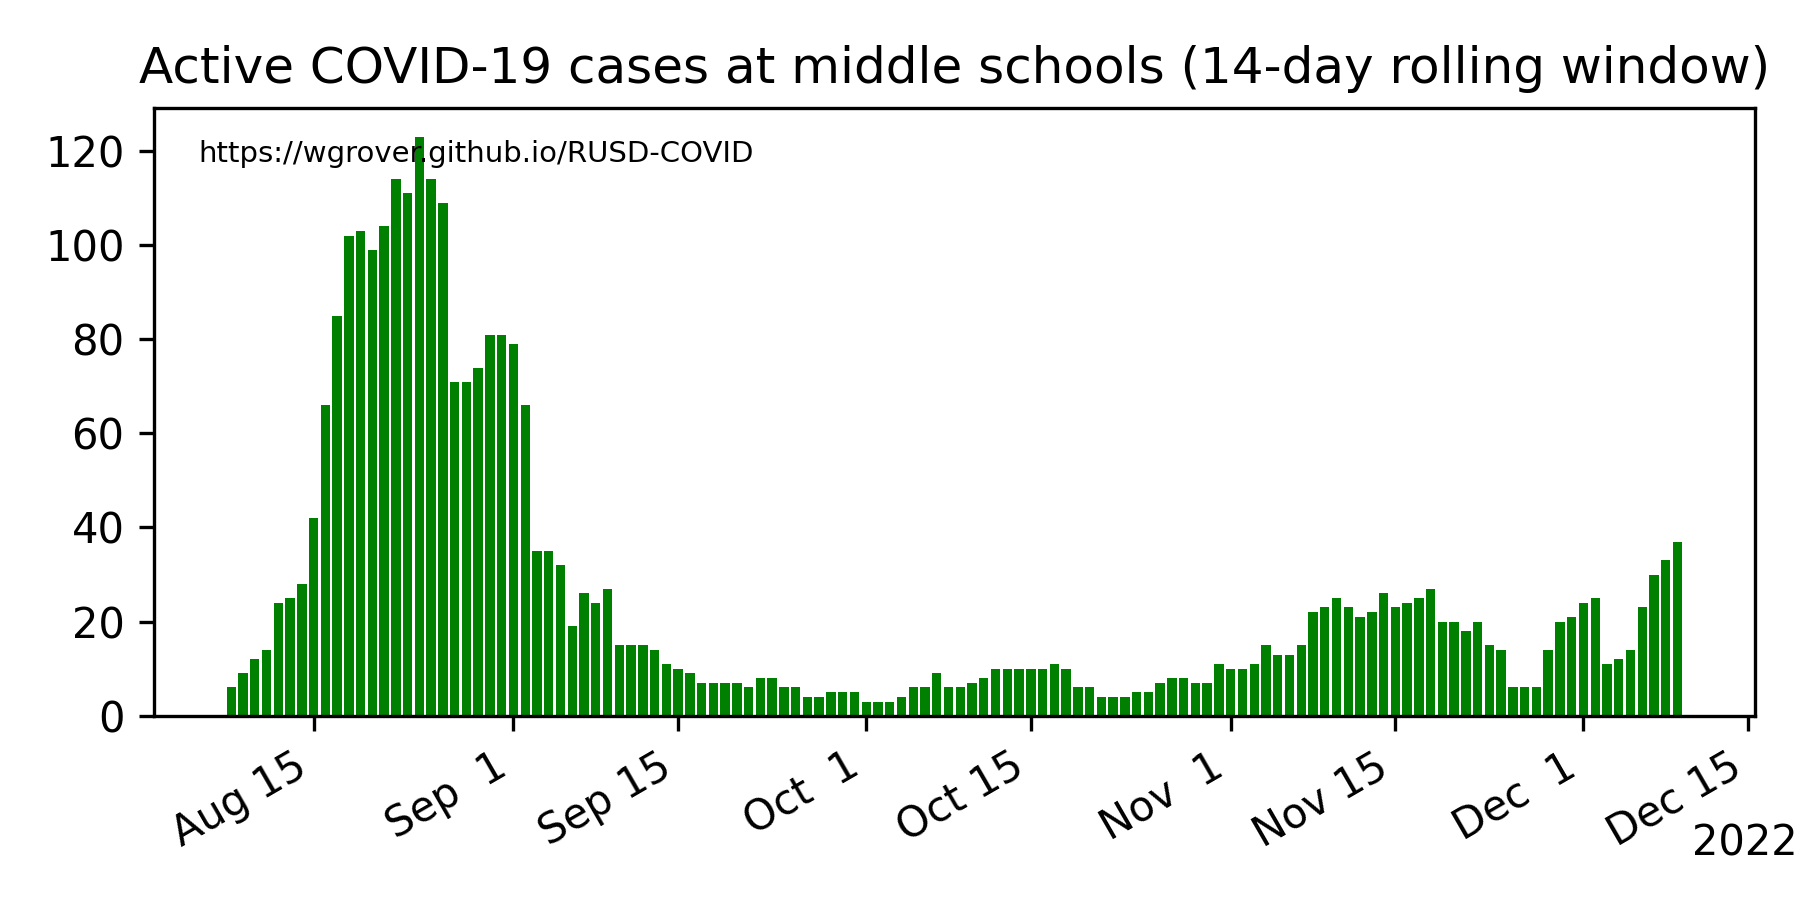 Active COVID-19 cases at middle schools (14-day rolling window)
https://wgrover.github.io/RUSD-COVID
120
100
80
60
40
20
0
Aug 15
Sep 1
Sep 15
Oct 1
Oct 15
Nov 1
Nov 15
Dec 1
Dec 15
2022